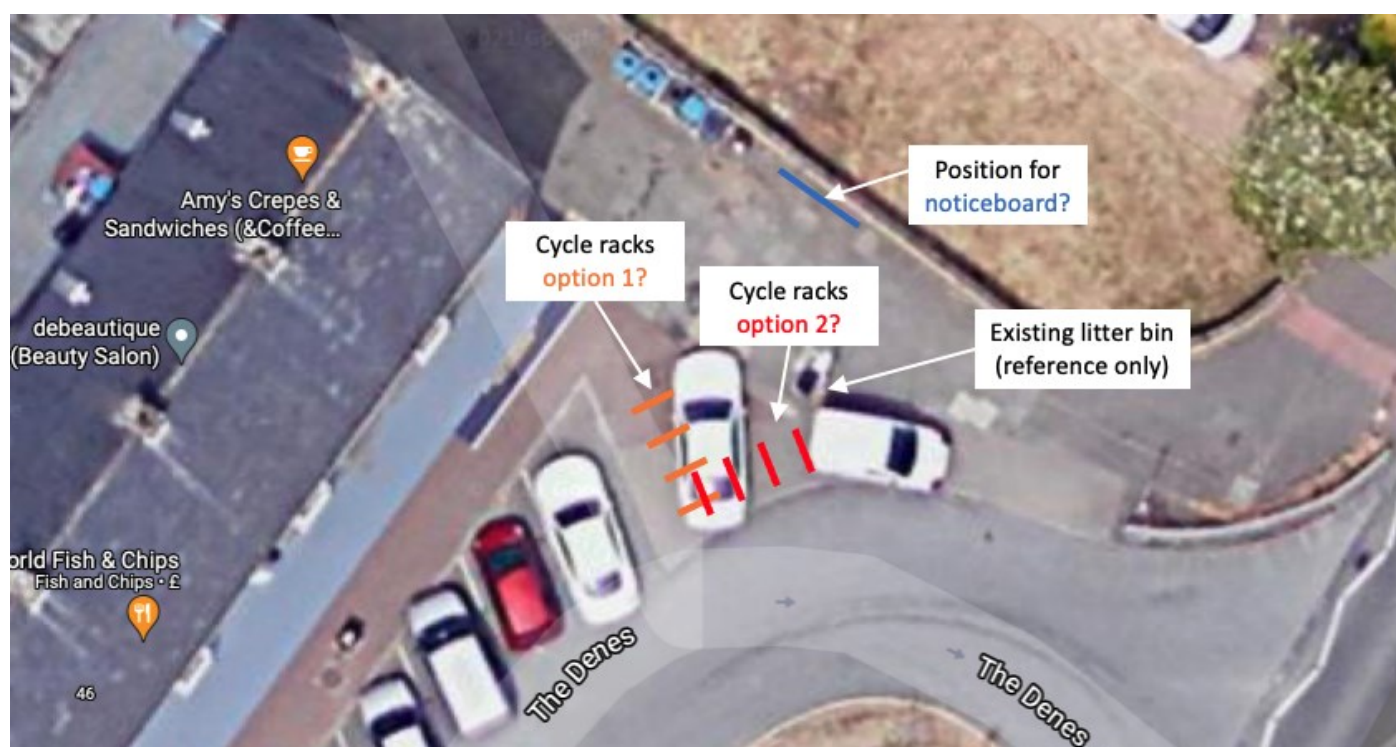 Position for
noticeboard?
Amy's Crepes &
Sandwiches (&Coffee...
Cycle racks
option 1?
Cycle racks
option 2?
debeautique
(Beauty Salon)
Existing litter bin
(reference only)
orld Fish & Chips
Fish and Chips · £
46
The Denes
The Denes